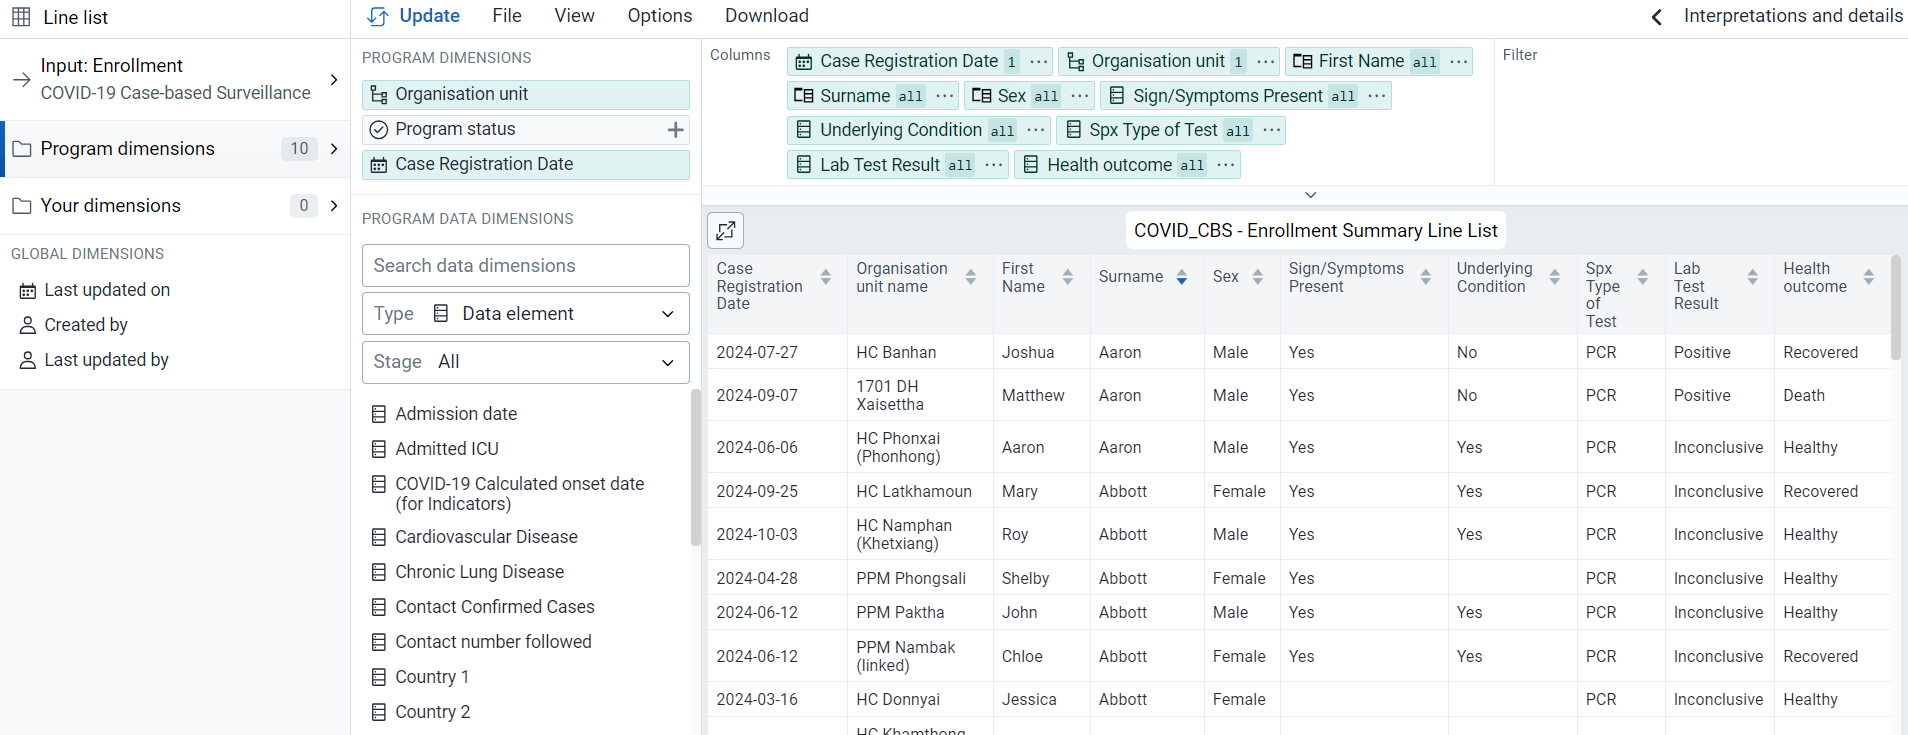 Line list
Update File View Options Download
Interpretations and details
Input: Enrollment
COVID-19 Case-based Surveillance
Program dimensions 10
Your dimensions 0
GLOBAL DIMENSIONS
Last updated on
Created by
Last updated by
PROGRAM DIMENSIONS
Organisation unit
Program status
Case Registration Date
PROGRAM DATA DIMENSIONS
Search data dimensions
Type Data element
Stage All
Admission date
Admitted ICU
COVID-19 Calculated onset date
(for Indicators)
Cardiovascular Disease
Chronic Lung Disease
Contact Confirmed Cases
Contact number followed
Country 1
Country 2
Columns
Case Registration Date 1 ··· Organisation unit 1 ··· First Name all ···
Surname all ··· Sex all ··· Sign/Symptoms Present all ···
Underlying Condition all ··· Spx Type of Test all ···
Lab Test Result all ··· Health outcome all ···
Filter
COVID_CBS - Enrollment Summary Line List
Case Registration Date Organisation unit name First Name Surname Sex Sign/Symptoms Present Underlying Condition Spx Type of Test Lab Test Result Health outcome
2024-07-27 HC Banhan Joshua Aaron Male Yes No PCR Positive Recovered
2024-09-07 1701 DH Xaisettha Matthew Aaron Male Yes No PCR Positive Death
2024-06-06 HC Phonxai (Phonhong) Aaron Aaron Male Yes Yes PCR Inconclusive Healthy
2024-09-25 HC Latkhamoun Mary Abbott Female Yes Yes PCR Inconclusive Recovered
2024-10-03 HC Namphan (Khetxiang) Roy Abbott Male Yes Yes PCR Inconclusive Healthy
2024-04-28 PPM Phongsali Shelby Abbott Female Yes PCR Inconclusive Healthy
2024-06-12 PPM Paktha John Abbott Male Yes Yes PCR Inconclusive Healthy
2024-06-12 PPM Nambak (linked) Chloe Abbott Female Yes Yes PCR Inconclusive Recovered
2024-03-16 HC Donnyai Jessica Abbott Female PCR Inconclusive Healthy
HC Khamthong